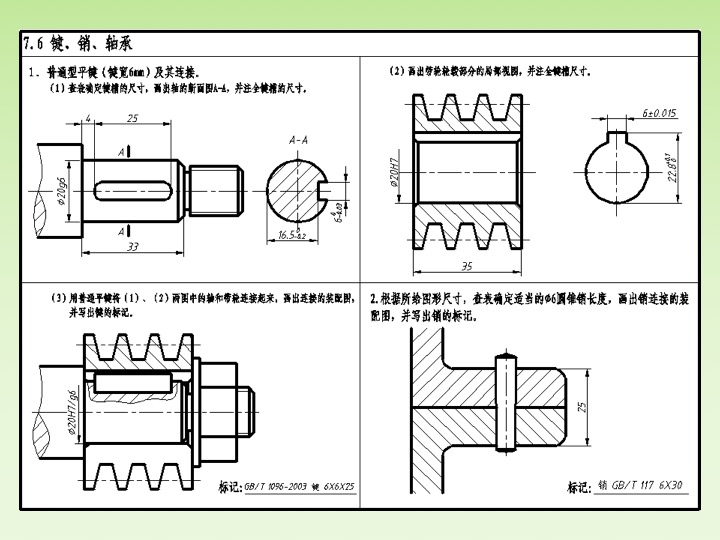 7.6 键、销、轴承
1. 普通型平键（键宽6mm）及其连接.
(1)查表确定键槽的尺寸，画出轴的断面图A-A，并注全键槽的尺寸.
4
25
A
A-A
φ20g6
A
33
16.5 0 -0.2
6 0 -0.03
(2)画出带轮轮毂部分的局部视图，并注全键槽尺寸.
φ20H7
35
6±0.015
22.8 +0.1 0
(3)用普通平键将(1)、(2)两图中的轴和带轮连接起来，画出连接的装配图，
并写出键的标记.
φ20H7/g6
标记: GB/T 1096-2003 键 6X6X25
2.根据所给图形尺寸，查表确定适当的Ø6圆锥销长度，画出销连接的装
配图，并写出销的标记.
25
标记: 销 GB/T 117 6X30